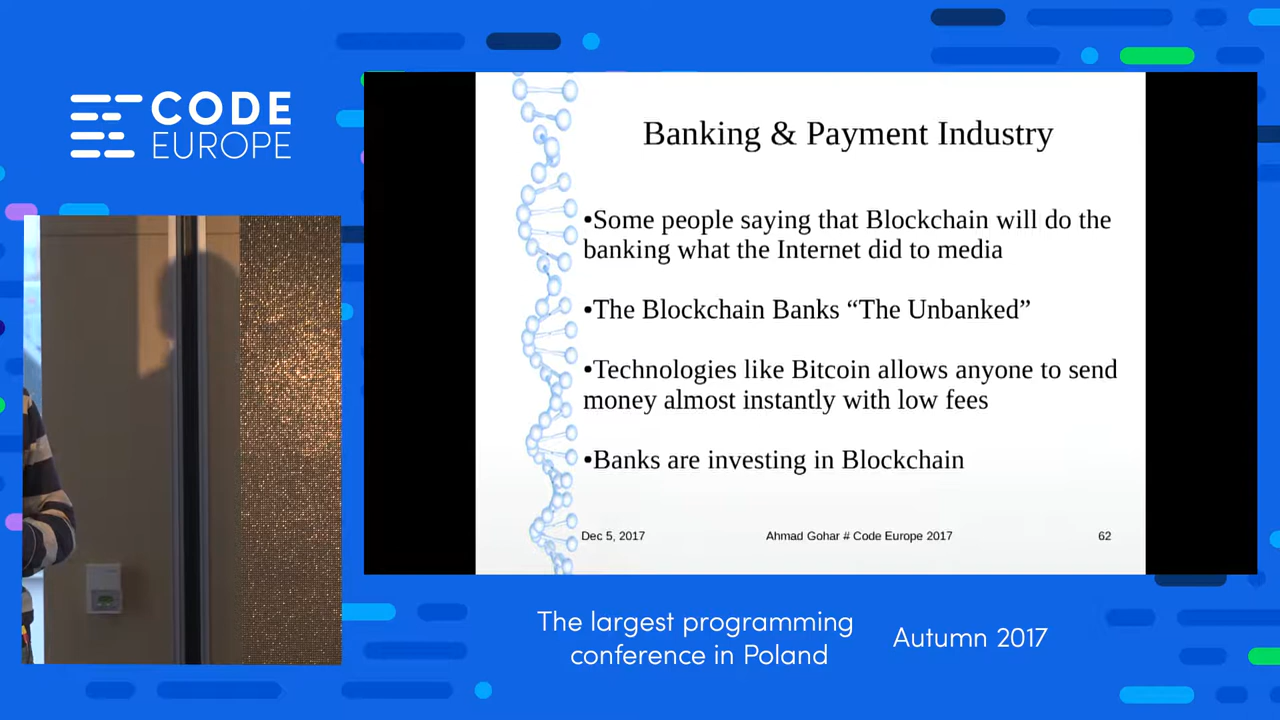 CODE
EUROPE
Banking & Payment Industry
•Some people saying that Blockchain will do the
banking what the Internet did to media
•The Blockchain Banks “The Unbanked”
•Technologies like Bitcoin allows anyone to send
money almost instantly with low fees
•Banks are investing in Blockchain
Dec 5, 2017
Ahmad Gohar # Code Europe 2017
62
The largest programming
conference in Poland
Autumn 2017